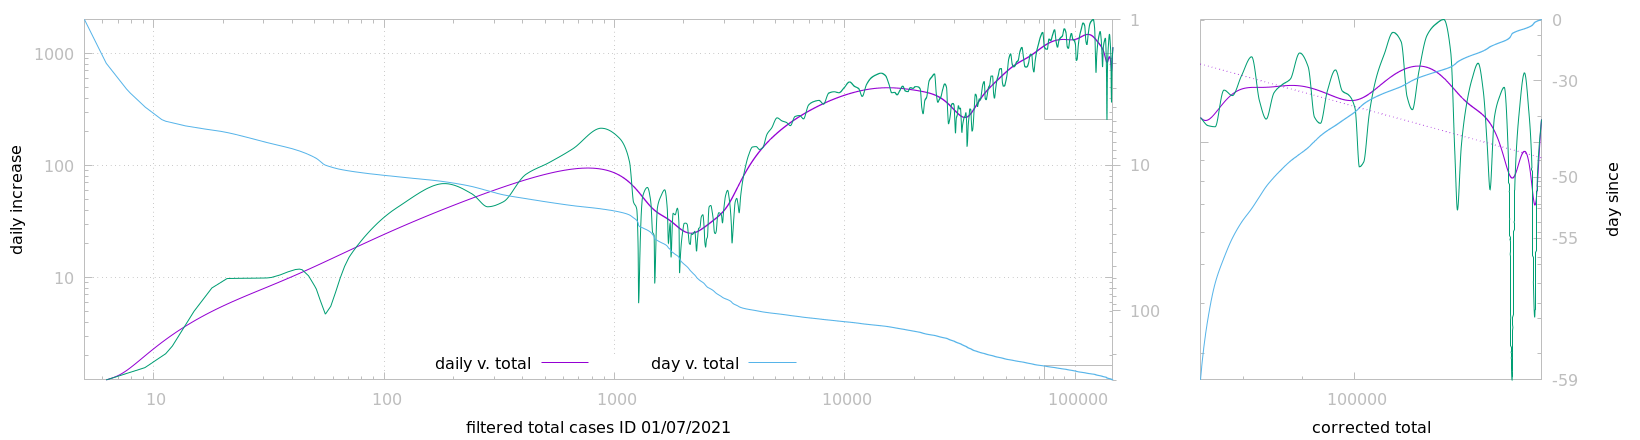 daily increase
1000
100
10
10
100
1000
10000
100000
1
10
100
daily v. total
day v. total
filtered total cases ID 01/07/2021
0
-30
-50
-55
-59
day since
100000
corrected total